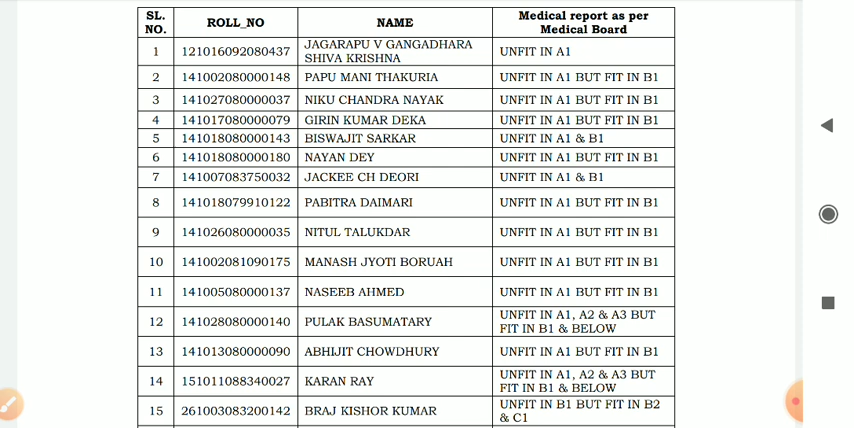 SL. NO. ROLL_NO NAME Medical report as per Medical Board
1 121016092080437 JAGARAPU V GANGADHARA SHIVA KRISHNA UNFIT IN A1
2 141002080000148 PAPU MANI THAKURIA UNFIT IN A1 BUT FIT IN B1
3 141027080000037 NIKU CHANDRA NAYAK UNFIT IN A1 BUT FIT IN B1
4 141017080000079 GIRIN KUMAR DEKA UNFIT IN A1 BUT FIT IN B1
5 141018080000143 BISWAJIT SARKAR UNFIT IN A1 & B1
6 141018080000180 NAYAN DEY UNFIT IN A1 BUT FIT IN B1
7 141007083750032 JACKEE CH DEORI UNFIT IN A1 & B1
8 141018079910122 PABITRA DAIMARI UNFIT IN A1 BUT FIT IN B1
9 141026080000035 NITUL TALUKDAR UNFIT IN A1 BUT FIT IN B1
10 141002081090175 MANASH JYOTI BORUAH UNFIT IN A1 BUT FIT IN B1
11 141005080000137 NASEEB AHMED UNFIT IN A1 BUT FIT IN B1
12 141028080000140 PULAK BASUMATARY UNFIT IN A1, A2 & A3 BUT FIT IN B1 & BELOW
13 141013080000090 ABHIJIT CHOWDHURY UNFIT IN A1 BUT FIT IN B1
14 151011088340027 KARAN RAY UNFIT IN A1, A2 & A3 BUT FIT IN B1 & BELOW
15 261003083200142 BRAJ KISHOR KUMAR UNFIT IN B1 BUT FIT IN B2 & C1